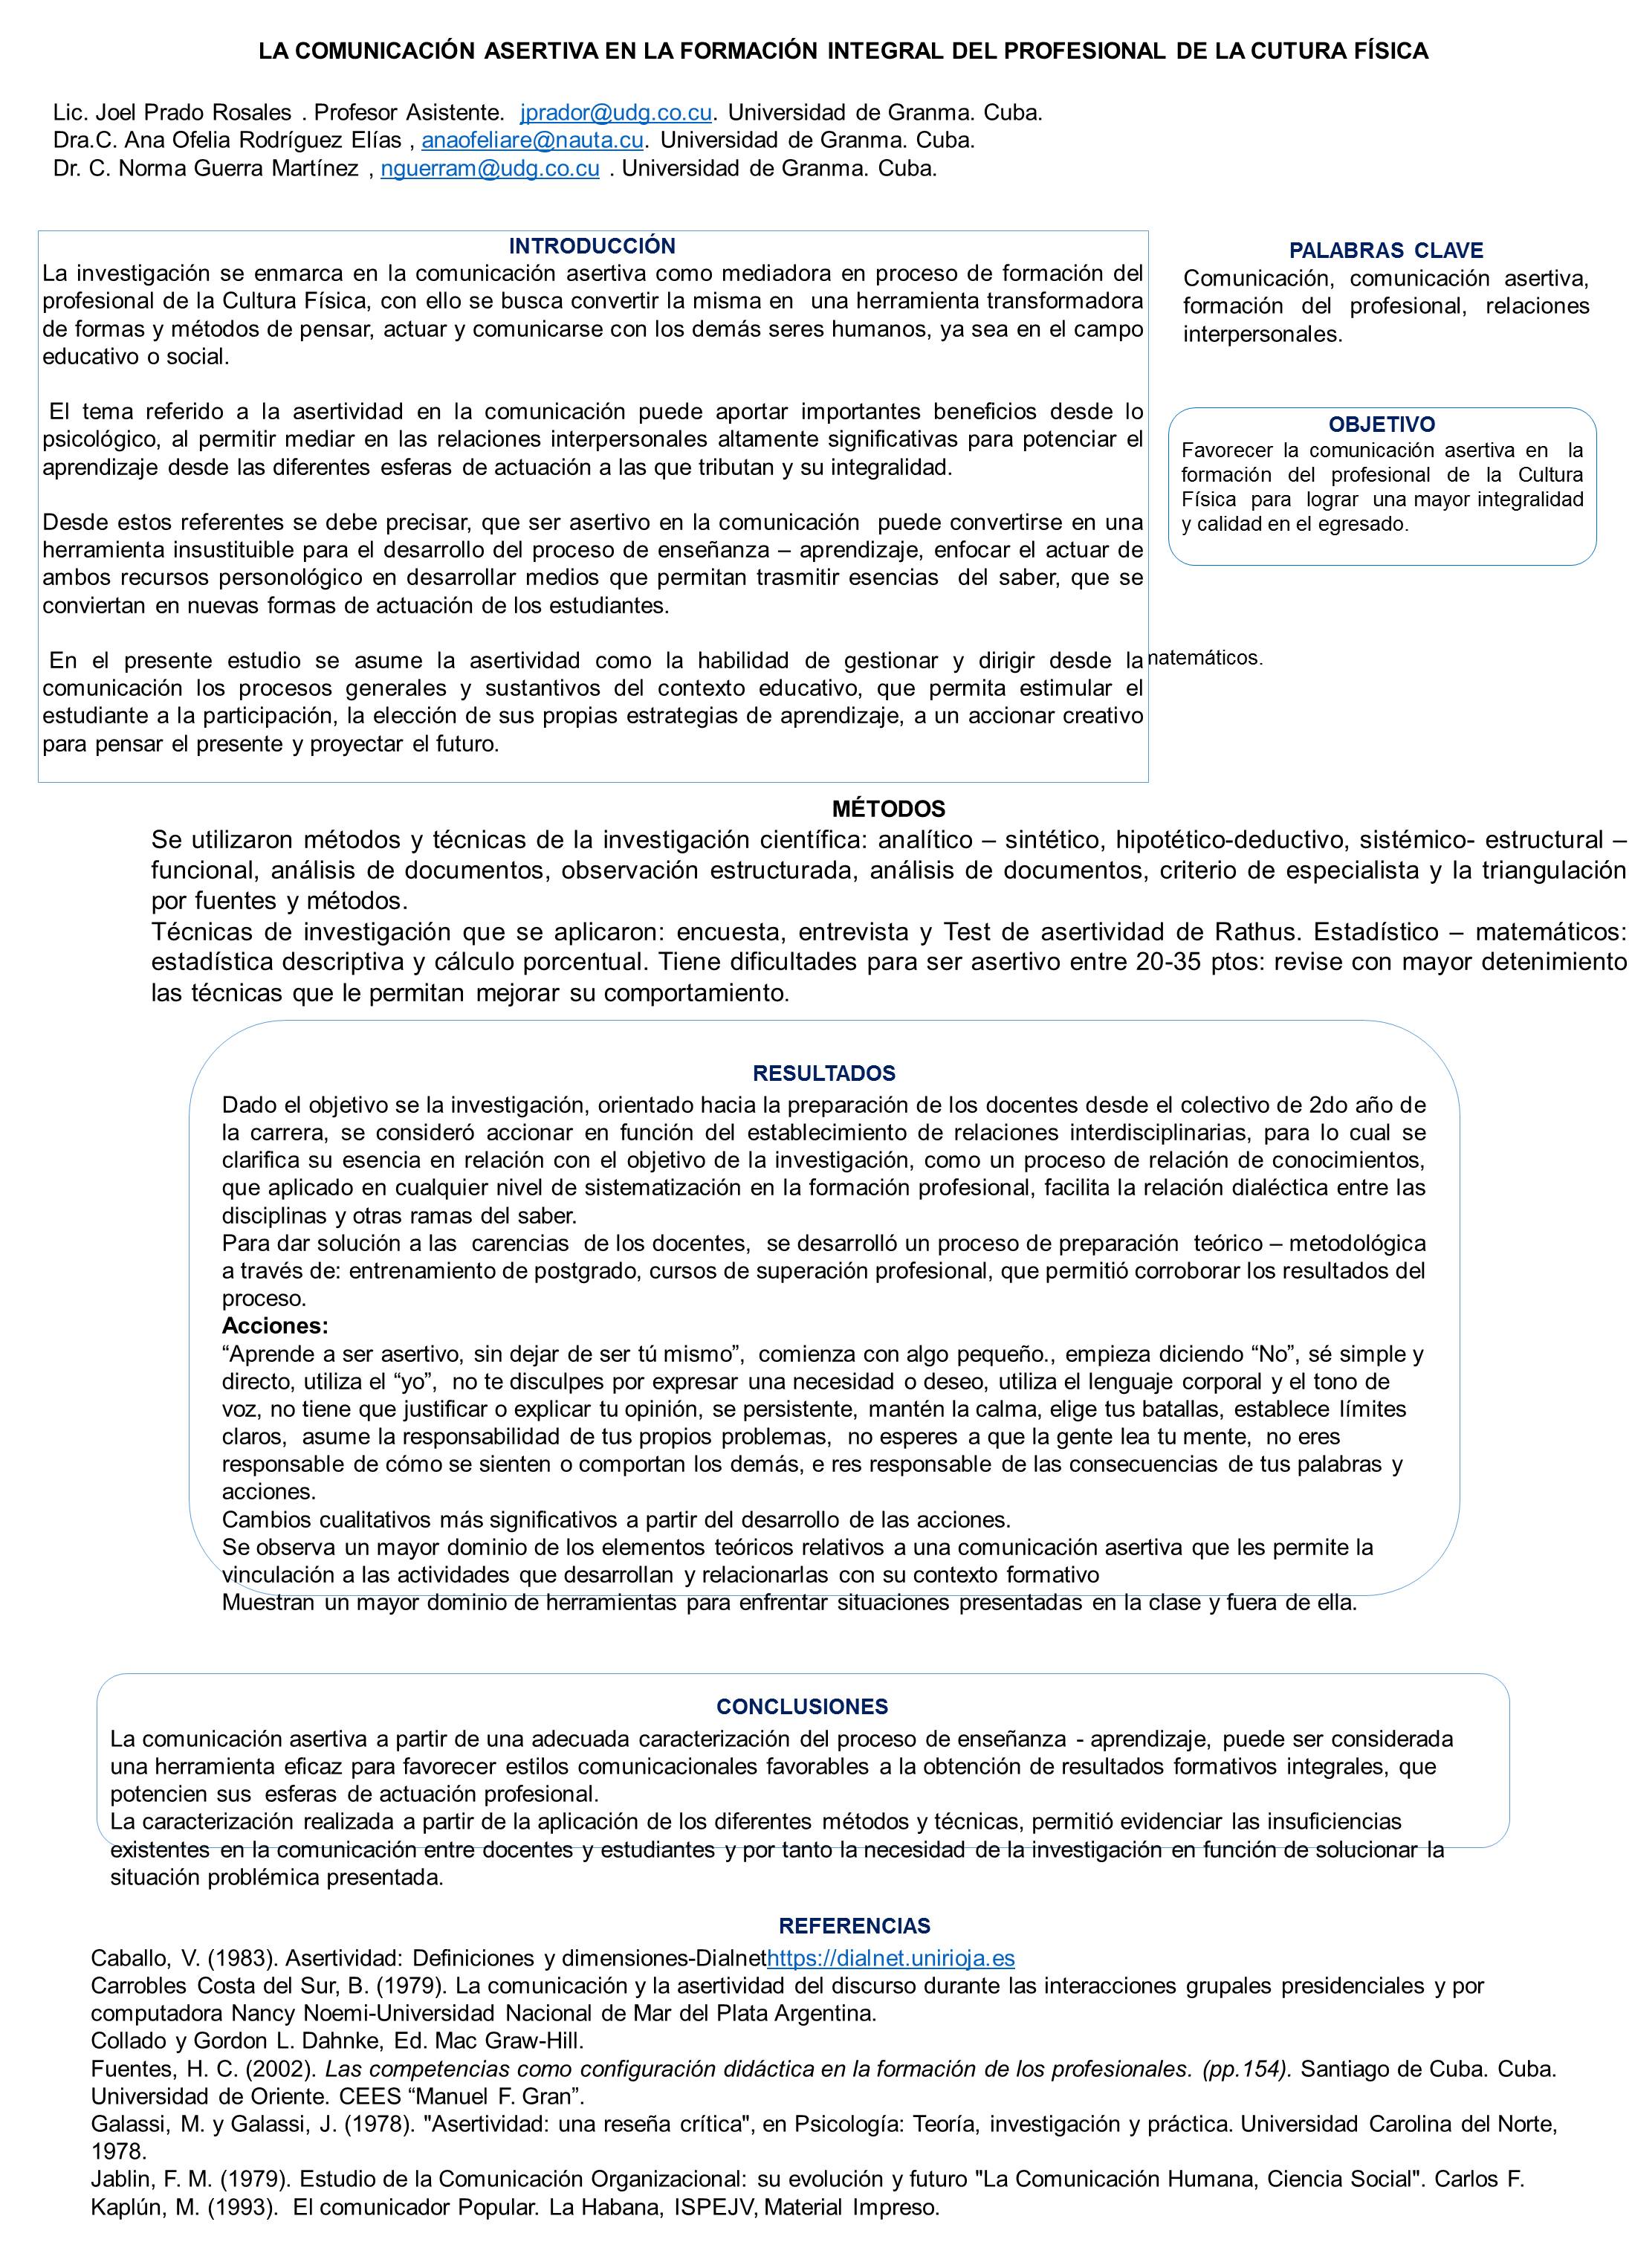 LA COMUNICACIÓN ASERTIVA EN LA FORMACIÓN INTEGRAL DEL PROFESIONAL DE LA CUTURA FÍSICA
Lic. Joel Prado Rosales . Profesor Asistente. jprador@udg.co.cu. Universidad de Granma. Cuba.
Dra.C. Ana Ofelia Rodríguez Elías , anaofeliare@nauta.cu. Universidad de Granma. Cuba.
Dr. C. Norma Guerra Martínez , nguerram@udg.co.cu . Universidad de Granma. Cuba.
INTRODUCCIÓN
La investigación se enmarca en la comunicación asertiva como mediadora en proceso de formación del
profesional de la Cultura Física, con ello se busca convertir la misma en una herramienta transformadora
de formas y métodos de pensar, actuar y comunicarse con los demás seres humanos, ya sea en el campo
educativo o social.
El tema referido a la asertividad en la comunicación puede aportar importantes beneficios desde lo
psicológico, al permitir mediar en las relaciones interpersonales altamente significativas para potenciar el
aprendizaje desde las diferentes esferas de actuación a las que tributan y su integralidad.
Desde estos referentes se debe precisar, que ser asertivo en la comunicación puede convertirse en una
herramienta insustituible para el desarrollo del proceso de enseñanza – aprendizaje, enfocar el actuar de
ambos recursos personológico en desarrollar medios que permitan trasmitir esencias del saber, que se
conviertan en nuevas formas de actuación de los estudiantes.
En el presente estudio se asume la asertividad como la habilidad de gestionar y dirigir desde la
comunicación los procesos generales y sustantivos del contexto educativo, que permita estimular el
estudiante a la participación, la elección de sus propias estrategias de aprendizaje, a un accionar creativo
para pensar el presente y proyectar el futuro.
PALABRAS CLAVE
Comunicación, comunicación asertiva,
formación del profesional, relaciones
interpersonales.
OBJETIVO
Favorecer la comunicación asertiva en la
formación del profesional de la Cultura
Física para lograr una mayor integralidad
y calidad en el egresado.
matemáticos.
MÉTODOS
Se utilizaron métodos y técnicas de la investigación científica: analítico – sintético, hipotético-deductivo, sistémico- estructural –
funcional, análisis de documentos, observación estructurada, análisis de documentos, criterio de especialista y la triangulación
por fuentes y métodos.
Técnicas de investigación que se aplicaron: encuesta, entrevista y Test de asertividad de Rathus. Estadístico – matemáticos:
estadística descriptiva y cálculo porcentual. Tiene dificultades para ser asertivo entre 20-35 ptos: revise con mayor detenimiento
las técnicas que le permitan mejorar su comportamiento.
RESULTADOS
Dado el objetivo se la investigación, orientado hacia la preparación de los docentes desde el colectivo de 2do año de
la carrera, se consideró accionar en función del establecimiento de relaciones interdisciplinarias, para lo cual se
clarifica su esencia en relación con el objetivo de la investigación, como un proceso de relación de conocimientos,
que aplicado en cualquier nivel de sistematización en la formación profesional, facilita la relación dialéctica entre las
disciplinas y otras ramas del saber.
Para dar solución a las carencias de los docentes, se desarrolló un proceso de preparación teórico – metodológica
a través de: entrenamiento de postgrado, cursos de superación profesional, que permitió corroborar los resultados del
proceso.
Acciones:
“Aprende a ser asertivo, sin dejar de ser tú mismo”, comienza con algo pequeño., empieza diciendo “No”, sé simple y
directo, utiliza el “yo”, no te disculpes por expresar una necesidad o deseo, utiliza el lenguaje corporal y el tono de
voz, no tiene que justificar o explicar tu opinión, se persistente, mantén la calma, elige tus batallas, establece límites
claros, asume la responsabilidad de tus propios problemas, no esperes a que la gente lea tu mente, no eres
responsable de cómo se sienten o comportan los demás, e res responsable de las consecuencias de tus palabras y
acciones.
Cambios cualitativos más significativos a partir del desarrollo de las acciones.
Se observa un mayor dominio de los elementos teóricos relativos a una comunicación asertiva que les permite la
vinculación a las actividades que desarrollan y relacionarlas con su contexto formativo
Muestran un mayor dominio de herramientas para enfrentar situaciones presentadas en la clase y fuera de ella.
CONCLUSIONES
La comunicación asertiva a partir de una adecuada caracterización del proceso de enseñanza - aprendizaje, puede ser considerada
una herramienta eficaz para favorecer estilos comunicacionales favorables a la obtención de resultados formativos integrales, que
potencien sus esferas de actuación profesional.
La caracterización realizada a partir de la aplicación de los diferentes métodos y técnicas, permitió evidenciar las insuficiencias
existentes en la comunicación entre docentes y estudiantes y por tanto la necesidad de la investigación en función de solucionar la
situación problémica presentada.
REFERENCIAS
Caballo, V. (1983). Asertividad: Definiciones y dimensiones-Dialnethttps://dialnet.unirioja.es
Carrobles Costa del Sur, B. (1979). La comunicación y la asertividad del discurso durante las interacciones grupales presidenciales y por
computadora Nancy Noemi-Universidad Nacional de Mar del Plata Argentina.
Collado y Gordon L. Dahnke, Ed. Mac Graw-Hill.
Fuentes, H. C. (2002). Las competencias como configuración didáctica en la formación de los profesionales. (pp.154). Santiago de Cuba. Cuba.
Universidad de Oriente. CEES “Manuel F. Gran”.
Galassi, M. y Galassi, J. (1978). "Asertividad: una reseña crítica", en Psicología: Teoría, investigación y práctica. Universidad Carolina del Norte,
1978.
Jablin, F. M. (1979). Estudio de la Comunicación Organizacional: su evolución y futuro "La Comunicación Humana, Ciencia Social". Carlos F.
Kaplún, M. (1993). El comunicador Popular. La Habana, ISPEJV, Material Impreso.